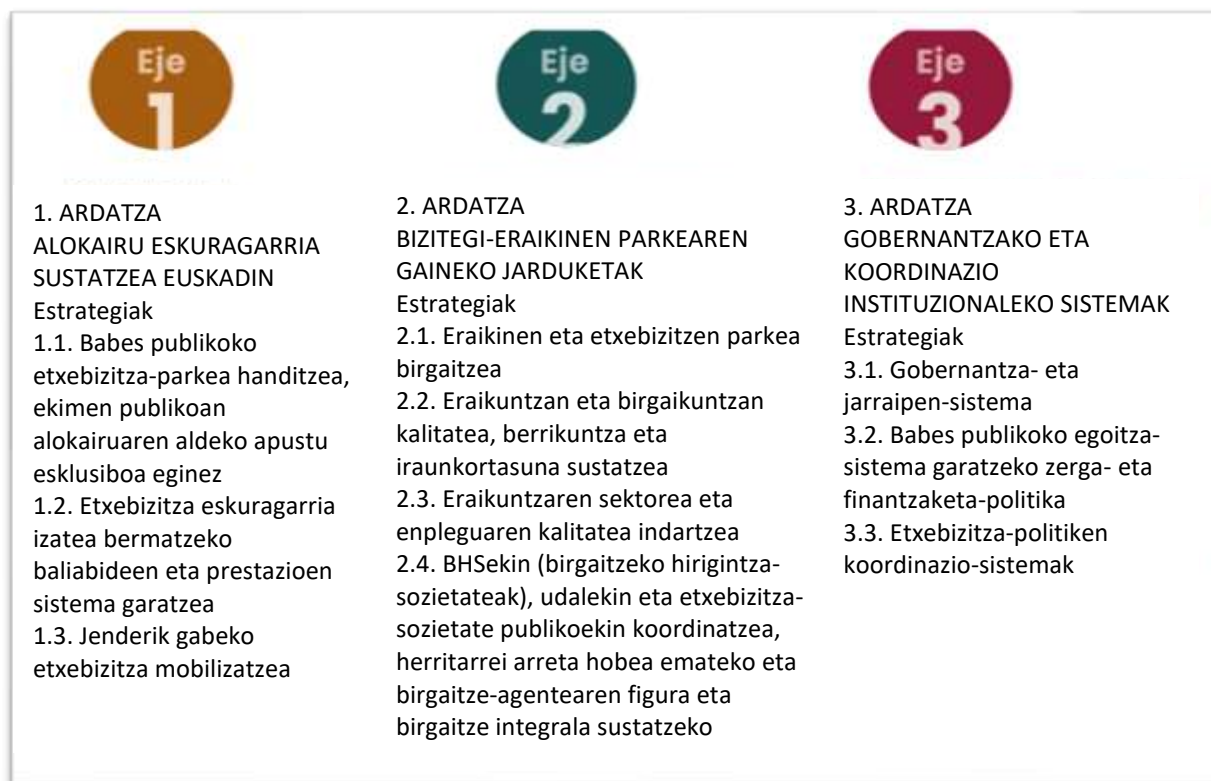 Eje
1
1. ARDATZA
ALOKAIRU ESKURAGARRIA
SUSTATZEA EUSKADIN
Estrategiak
1.1. Babes publikoko
etxebizitza-parkea handitzea,
ekimen publikoan
alokairuaren aldeko apustu
esklusiboa eginez
1.2. Etxebizitza eskuragarria
izatea bermatzeko
baliabideen eta prestazioen
sistema garatzea
1.3. Jenderik gabeko
etxebizitza mobilizatzea
Eje
2
2. ARDATZA
BIZITEGI-ERAIKINEN PARKEAREN
GAINEKO JARDUKETAK
Estrategiak
2.1. Eraikinen eta etxebizitzen parkea
birgaitzea
2.2. Eraikuntzan eta birgaikuntzan
kalitatea, berrikuntza eta
iraunkortasuna sustatzea
2.3. Eraikuntzaren sektorea eta
enpleguaren kalitatea indartzea
2.4. BHSekin (birgaitzeko hirigintza-
sozietateak), udalekin eta etxebizitza-
sozietate publikoekin koordinatzea,
herritarrei arreta hobea emateko eta
birgaitze-agentearen figura eta
birgaitze integrala sustatzeko
Eje
3
3. ARDATZA
GOBERNANTZAKO ETA
KOORDINAZIO
INSTITUZIONALEKO SISTEMAK
Estrategiak
3.1. Gobernantza- eta
jarraipen-sistema
3.2. Babes publikoko egoitza-
sistema garatzeko zerga- eta
finantzaketa-politika
3.3. Etxebizitza-politiken
koordinazio-sistemak